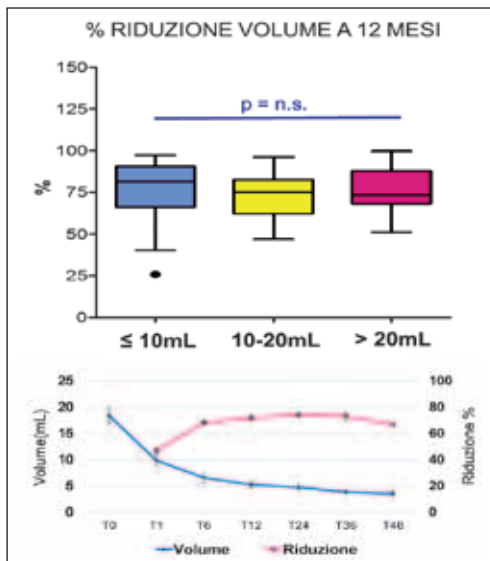 % RIDUZIONE VOLUME A 12 MESI
150
125
100
75
50
25
0
%
p = n.s.
≤ 10mL 10-20mL > 20mL
25
20
15
10
5
0
Volume(mL)
100
80
60
40
20
0
Riduzione %
T0 T1 T6 T12 T24 T36 T48
Volume Riduzione